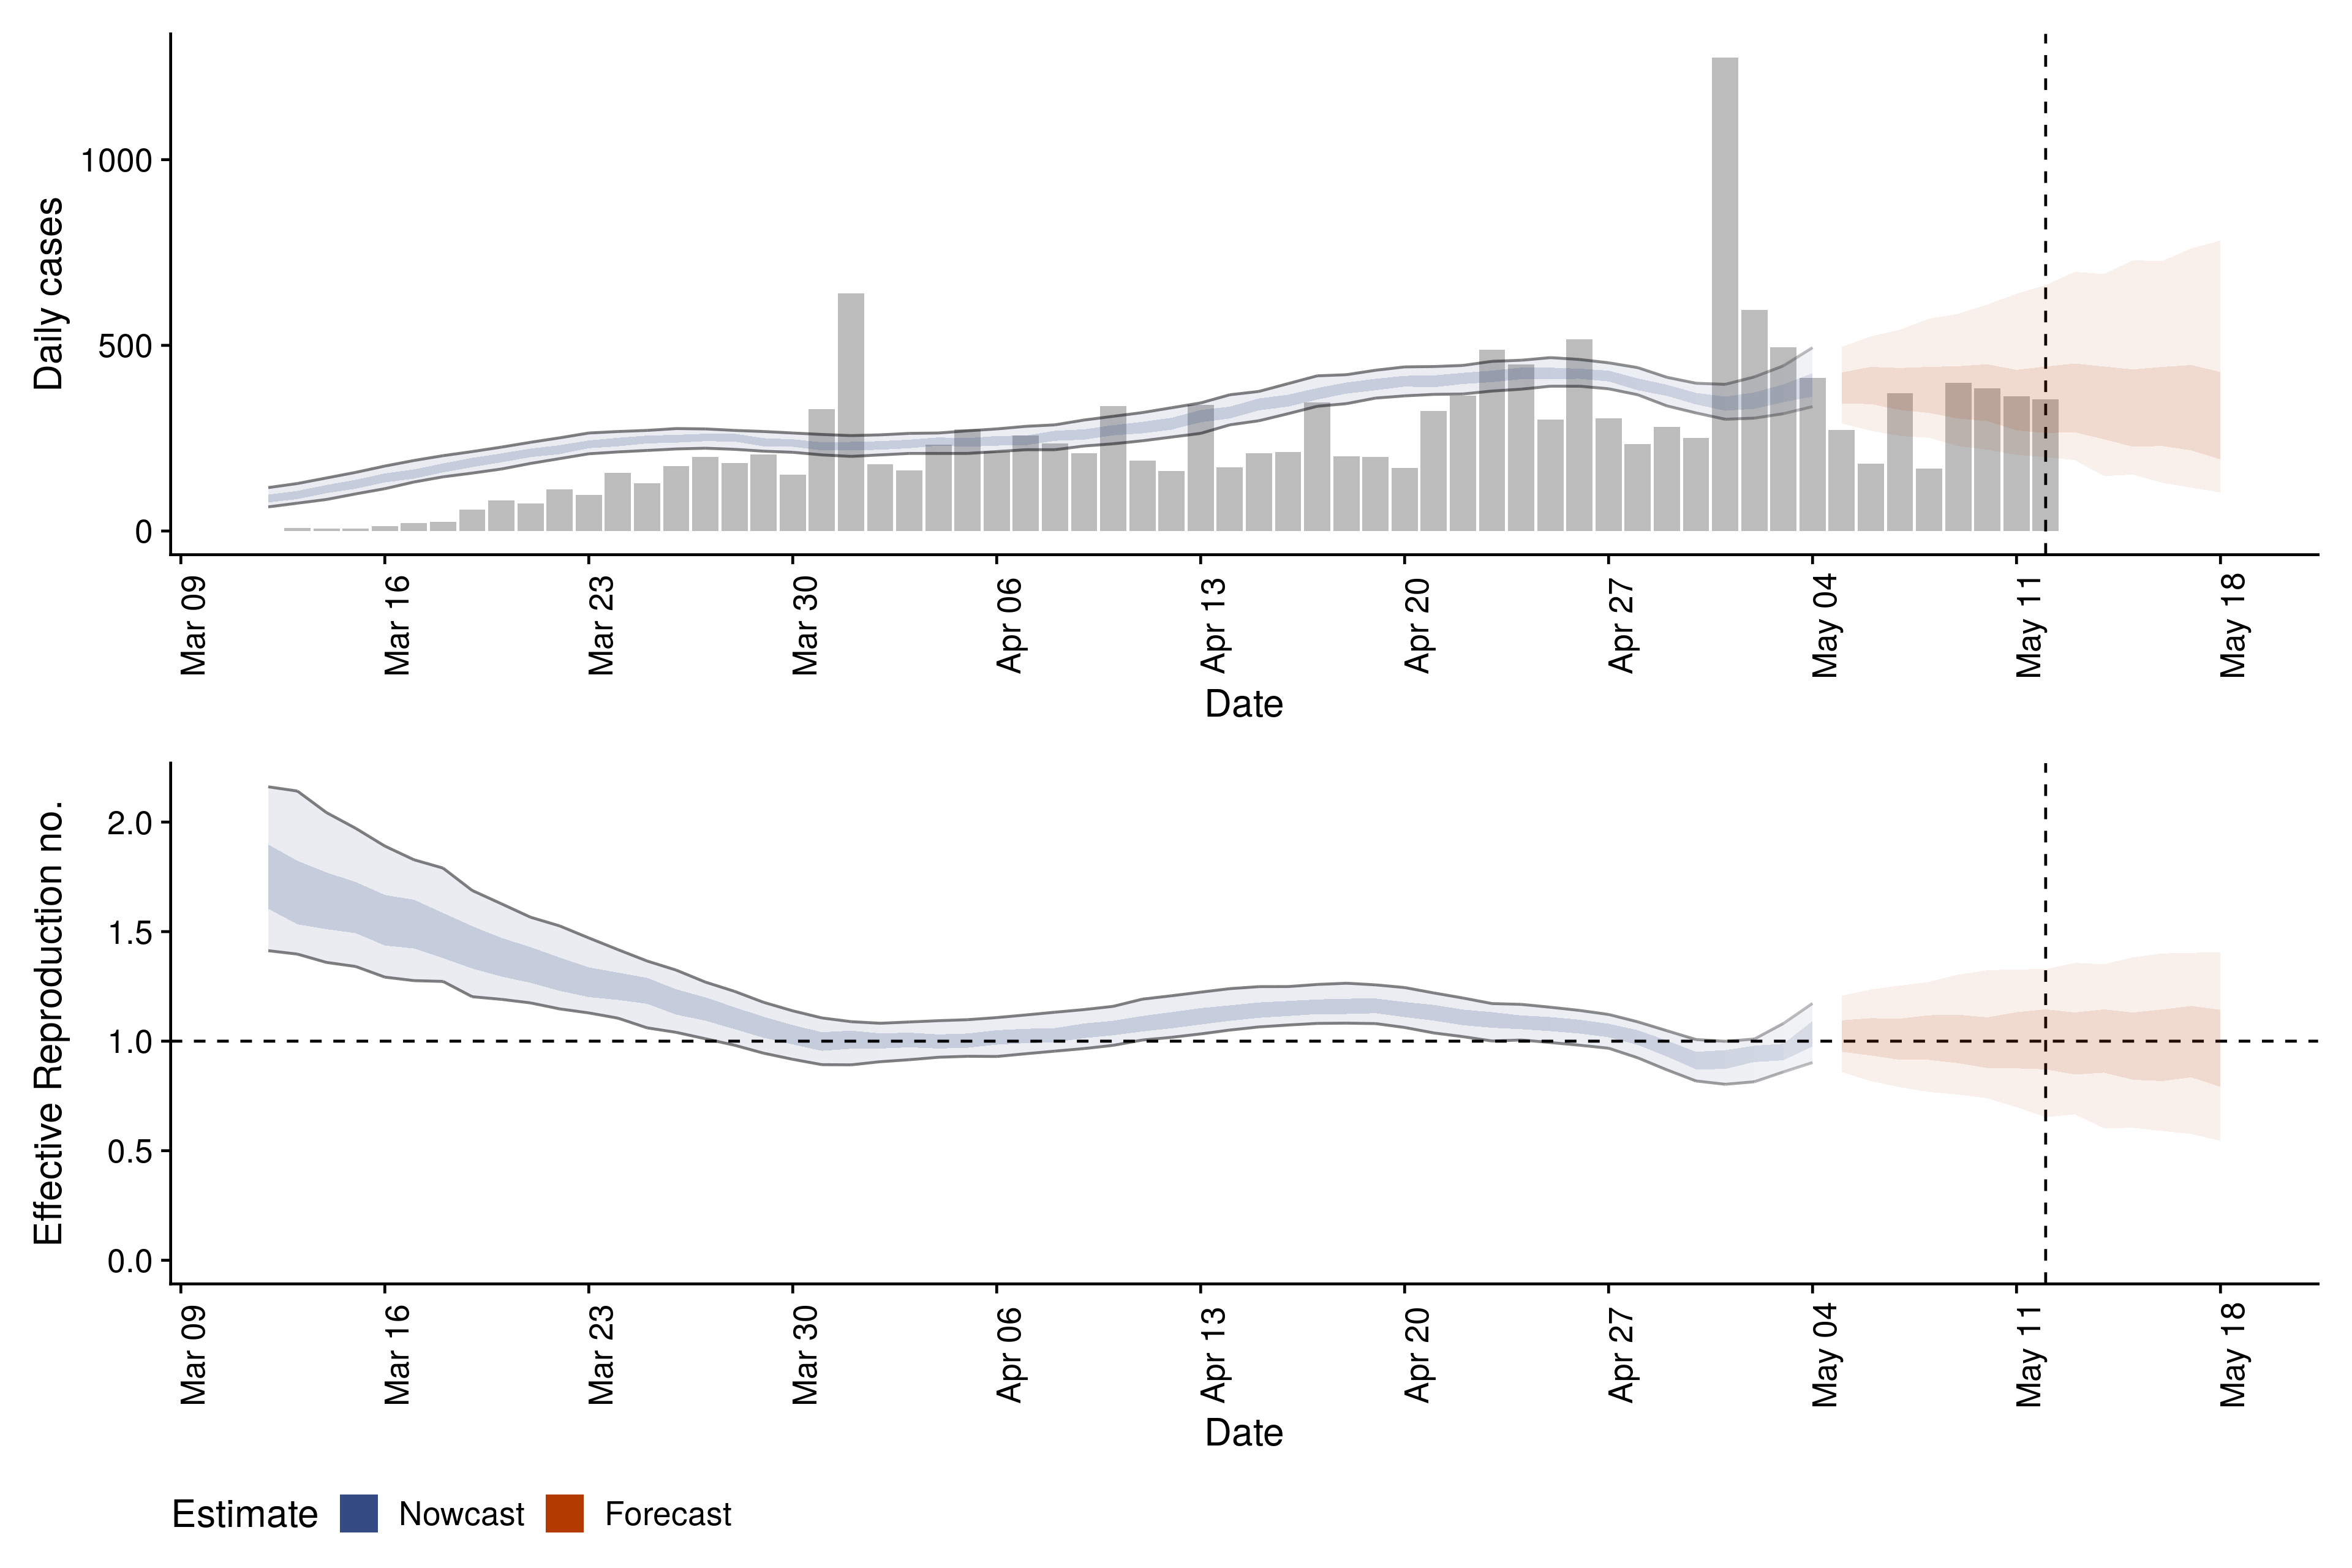 Daily cases
1000
500
0
Mar 09 Mar 16 Mar 23 Mar 30 Apr 06 Apr 13 Apr 20 Apr 27 May 04 May 11 May 18
Date
Effective Reproduction no.
2.0
1.5
1.0
0.5
0.0
Mar 09 Mar 16 Mar 23 Mar 30 Apr 06 Apr 13 Apr 20 Apr 27 May 04 May 11 May 18
Date
Estimate Nowcast Forecast